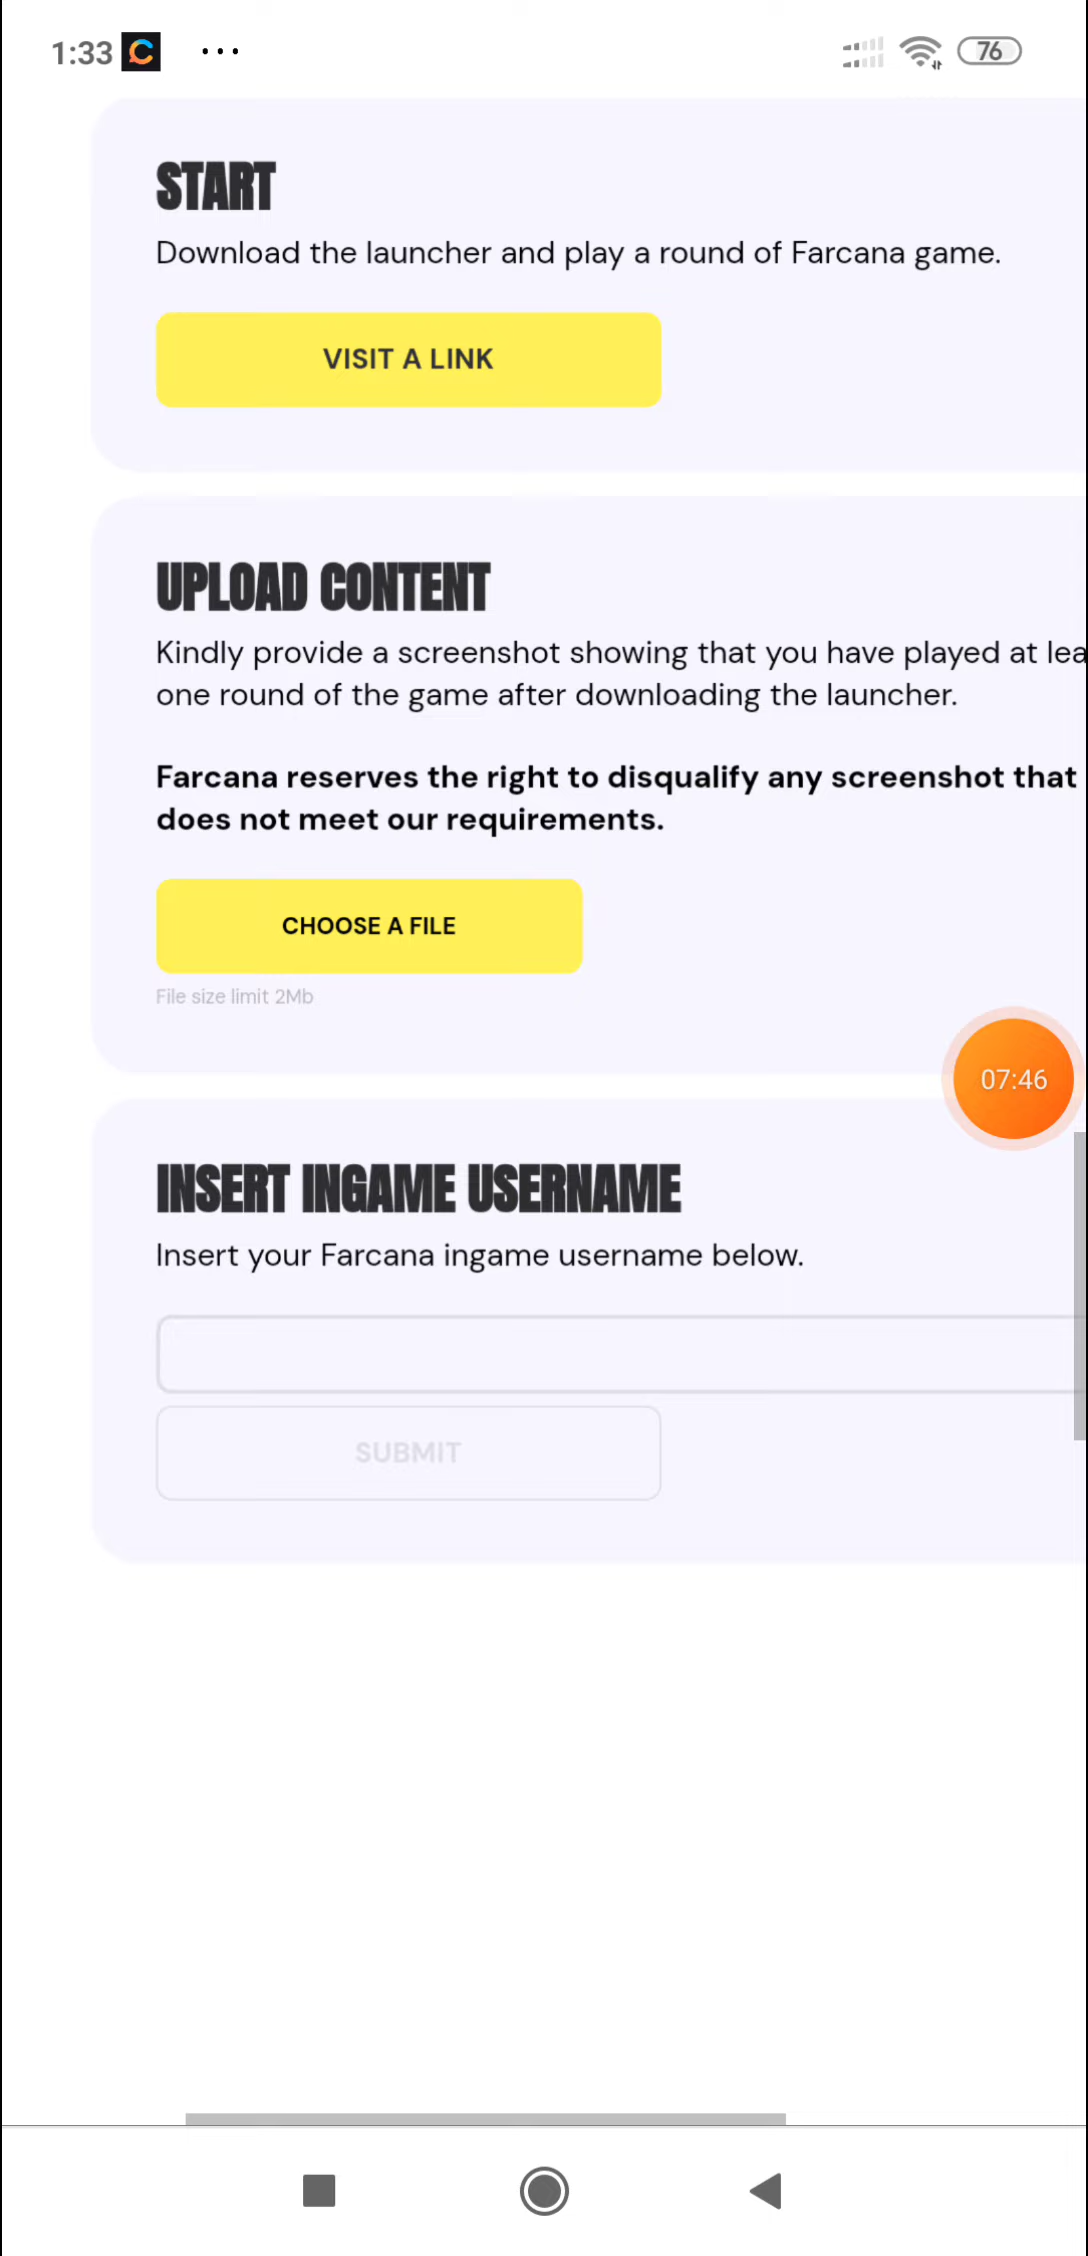 1:33
76
START
Download the launcher and play a round of Farcana game.
VISIT A LINK
UPLOAD CONTENT
Kindly provide a screenshot showing that you have played at lea
one round of the game after downloading the launcher.
Farcana reserves the right to disqualify any screenshot that
does not meet our requirements.
CHOOSE A FILE
File size limit 2Mb
07:46
INSERT INGAME USERNAME
Insert your Farcana ingame username below.
SUBMIT